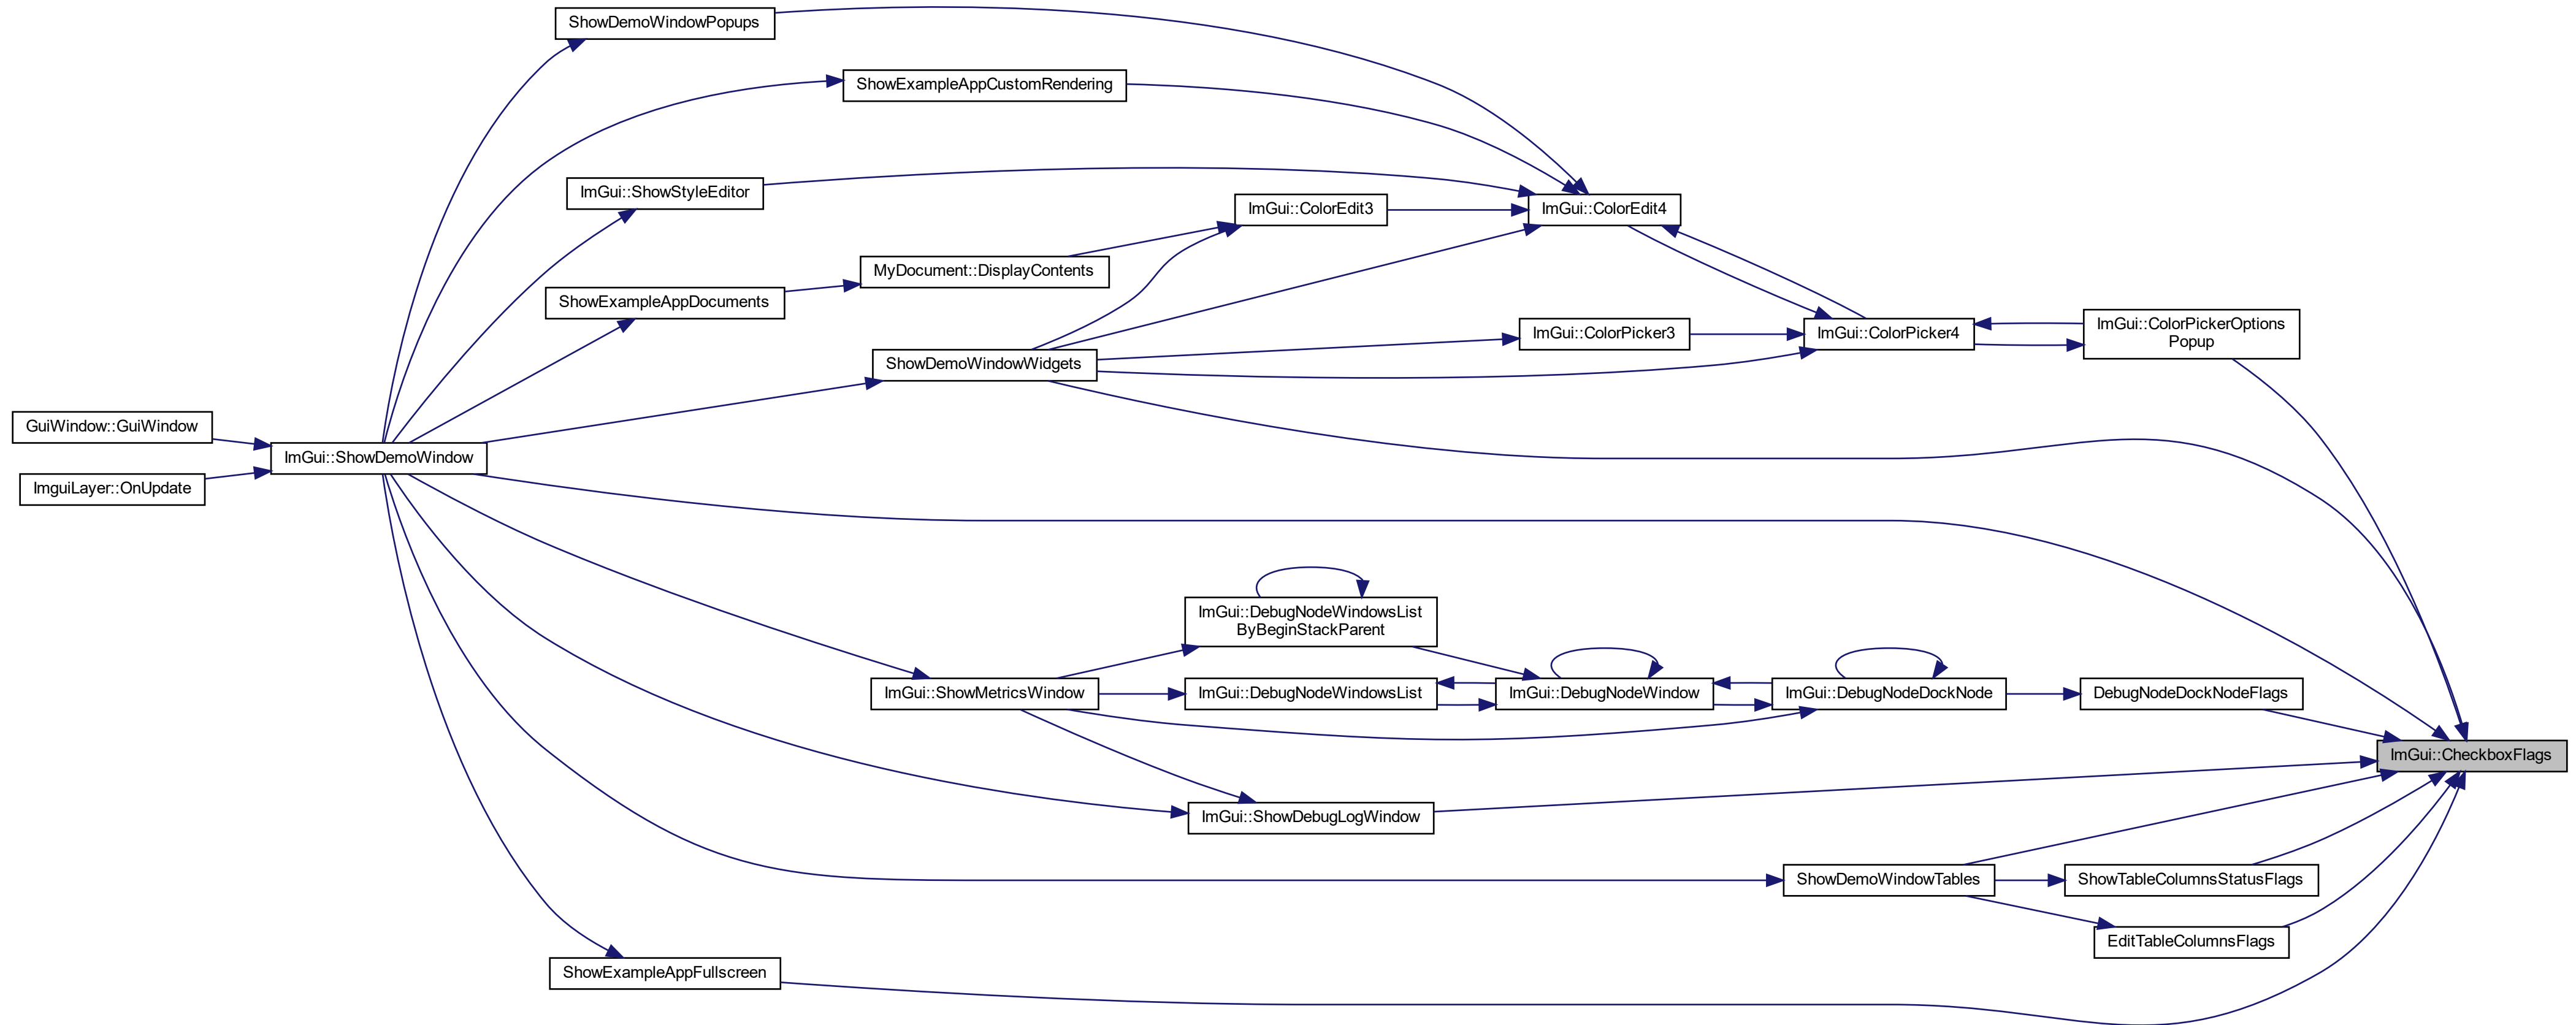 ShowDemoWindowPopups
ShowExampleAppCustomRendering
ImGui::ShowStyleEditor
ImGui::ColorEdit3
ImGui::ColorEdit4
MyDocument::DisplayContents
ShowExampleAppDocuments
ImGui::ColorPicker3
ImGui::ColorPicker4
ImGui::ColorPickerOptions
Popup
ShowDemoWindowWidgets
GuiWindow::GuiWindow
ImGui::ShowDemoWindow
ImguiLayer::OnUpdate
ImGui::DebugNodeWindowsList
ByBeginStackParent
ImGui::ShowMetricsWindow
ImGui::DebugNodeWindowsList
ImGui::DebugNodeWindow
ImGui::DebugNodeDockNode
DebugNodeDockNodeFlags
ImGui::CheckboxFlags
ImGui::ShowDebugLogWindow
ShowDemoWindowTables
ShowTableColumnsStatusFlags
EditTableColumnsFlags
ShowExampleAppFullscreen